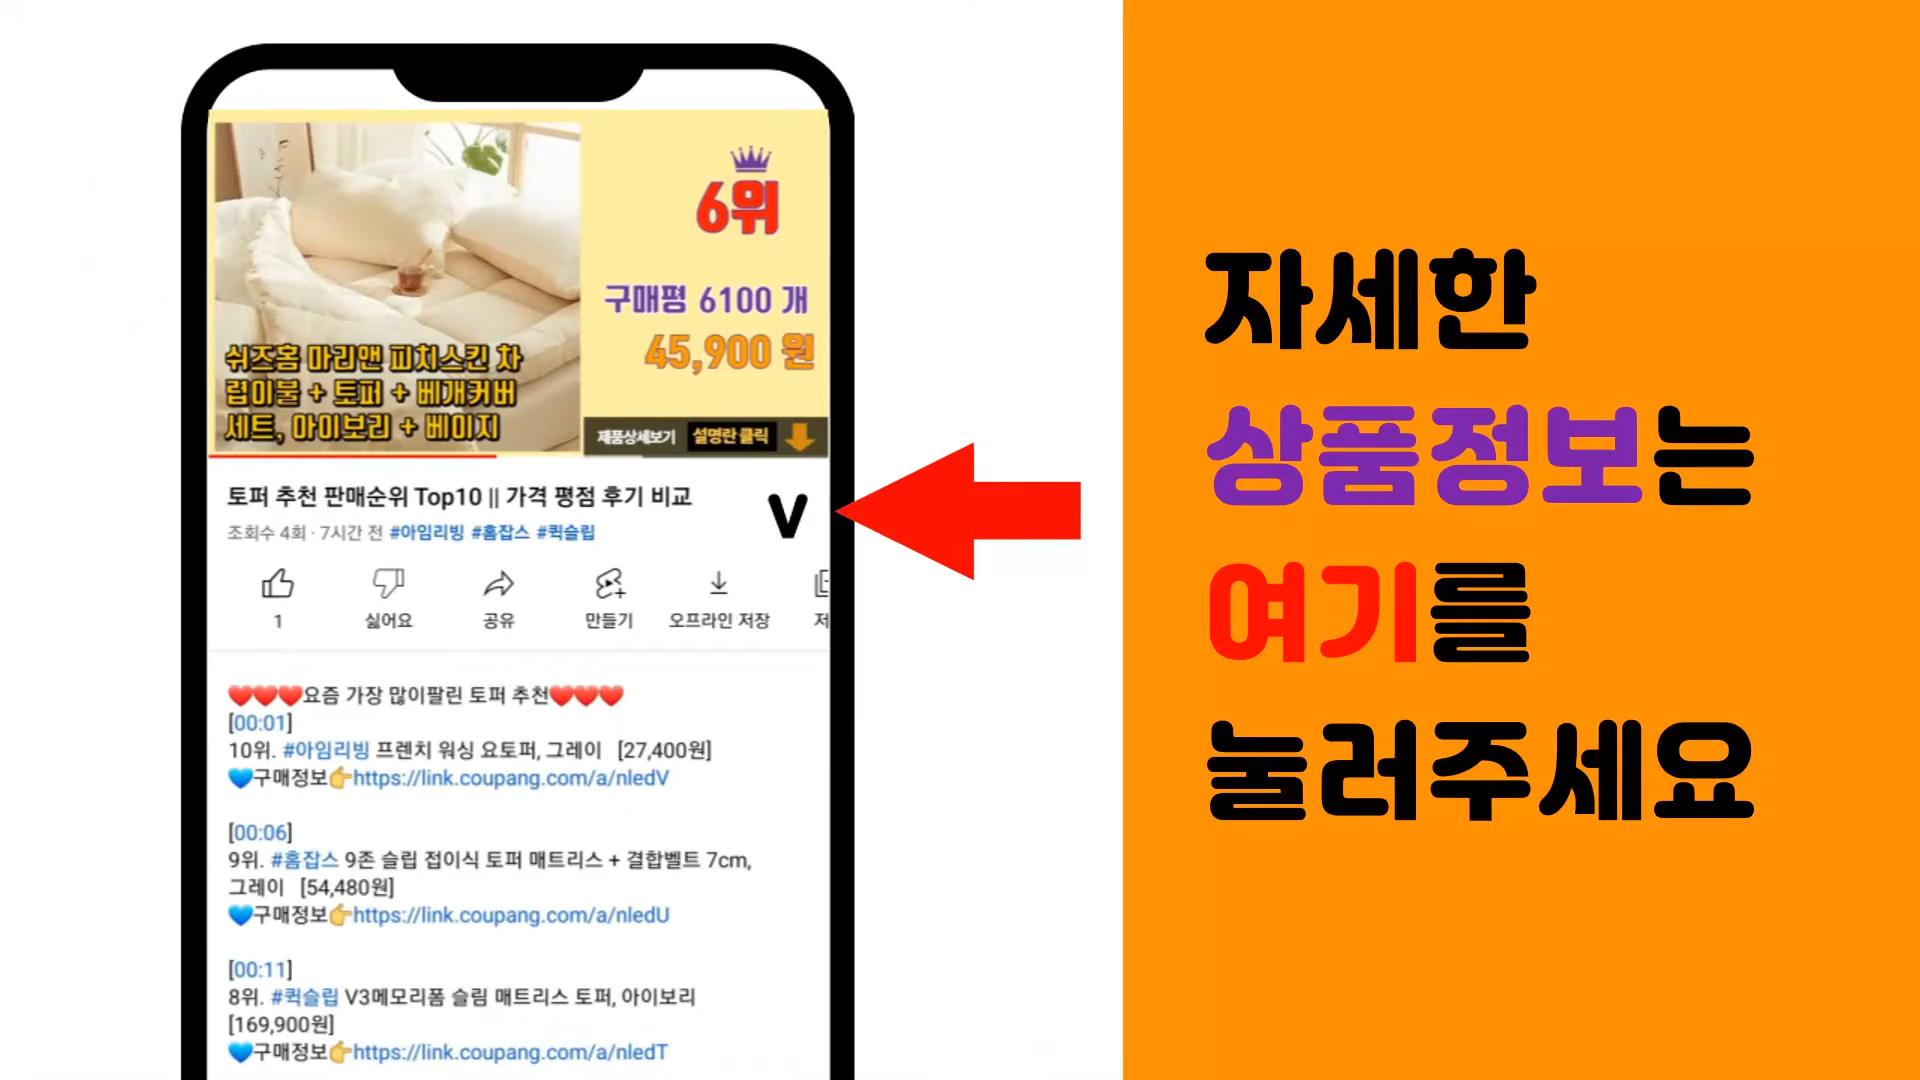 6위
구매평 6100 개
45,900 원
쉬즈홈 마리앤 피치스킨 차
렵이불 + 토퍼 + 베개커버
세트, 아이보리 + 베이지
제품상세보기 설명란 클릭
토퍼 추천 판매순위 Top10 || 가격 평점 후기 비교
V
조회수 4회 · 7시간 전 #아임리빙 #홈잡스 #퀵슬립
1 싫어요 공유 만들기 오프라인 저장 저
❤️❤️❤️요즘 가장 많이팔린 토퍼 추천❤️❤️❤️
[00:01]
10위. #아임리빙 프렌치 워싱 요토퍼, 그레이 [27,400원]
💙구매정보👉https://link.coupang.com/a/nledV
[00:06]
9위. #홈잡스 9존 슬립 접이식 토퍼 매트리스 + 결합벨트 7cm,
그레이 [54,480원]
💙구매정보👉https://link.coupang.com/a/nledU
[00:11]
8위. #퀵슬립 V3메모리폼 슬림 매트리스 토퍼, 아이보리
[169,900원]
💙구매정보👉https://link.coupang.com/a/nledT
자세한
상품정보는
여기를
눌러주세요